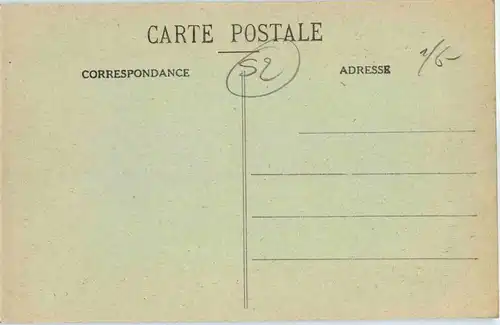 CARTE POSTALE
CORRESPONDANCE
ADRESSE
52